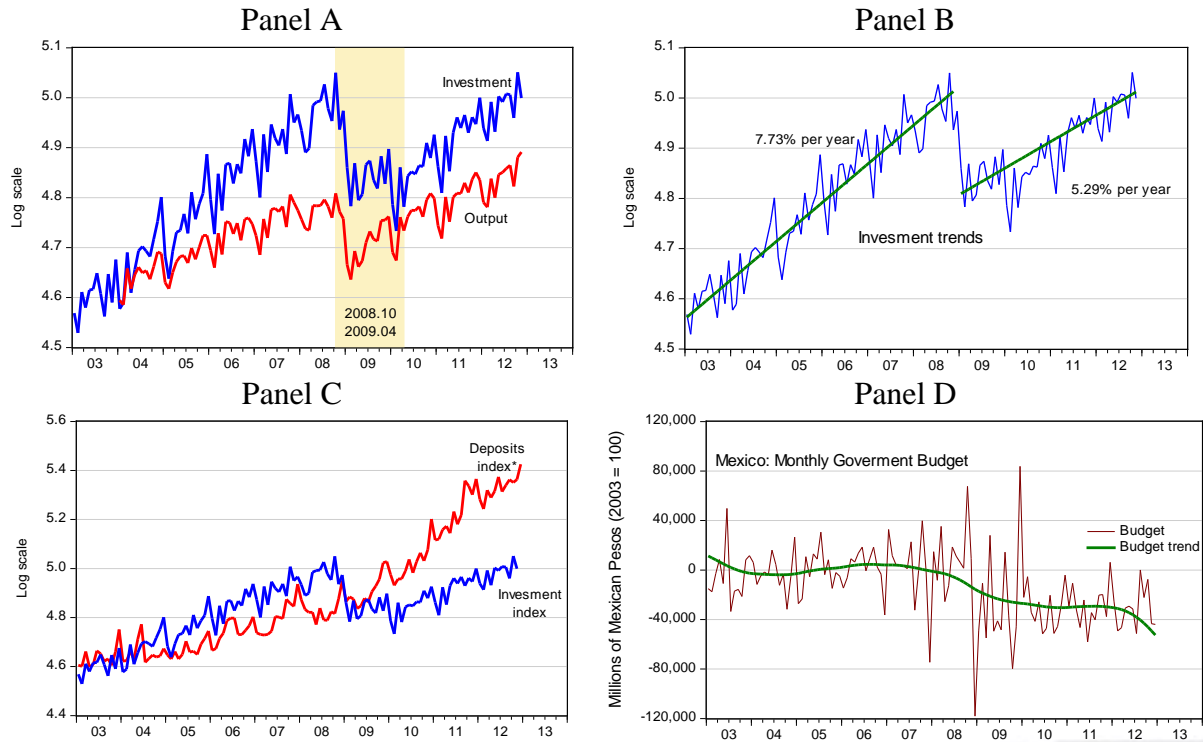 Panel A
Log scale
5.1
5.0
4.9
4.8
4.7
4.6
4.5
Investment
Output
2008.10
2009.04
03 04 05 06 07 08 09 10 11 12 13
Panel B
Log scale
5.1
5.0
4.9
4.8
4.7
4.6
4.5
7.73% per year
5.29% per year
Invesment trends
03 04 05 06 07 08 09 10 11 12 13
Panel C
Log scale
5.6
5.4
5.2
5.0
4.8
4.6
4.4
Deposits
index*
Invesment
index
03 04 05 06 07 08 09 10 11 12 13
Panel D
Millions of Mexican Pesos (2003 = 100)
120,000
80,000
40,000
0
-40,000
-80,000
-120,000
Mexico: Monthly Goverment Budget
Budget
Budget trend
03 04 05 06 07 08 09 10 11 12 13